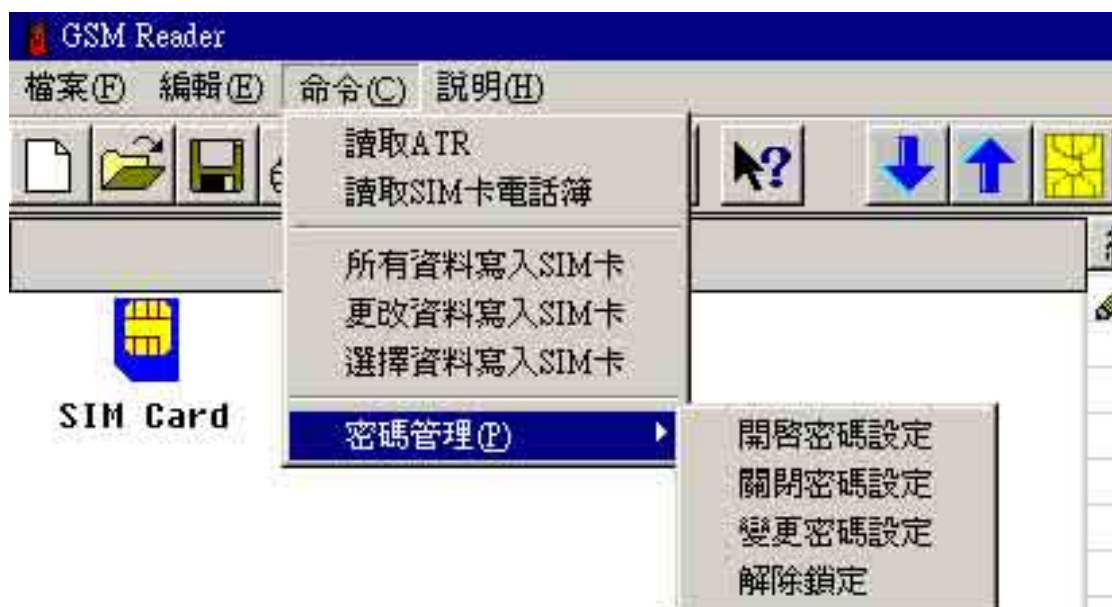 GSM Reader
檔案(F) 編輯(E) 命令(C) 説明(H)
讀取ATR
讀取SIM卡電話簿
所有資料寫入SIM卡
更改資料寫入SIM卡
選擇資料寫入SIM卡
SIM Card
密碼管理(P)
開啓密碼設定
關閉密碼設定
變更密碼設定
解除鎖定